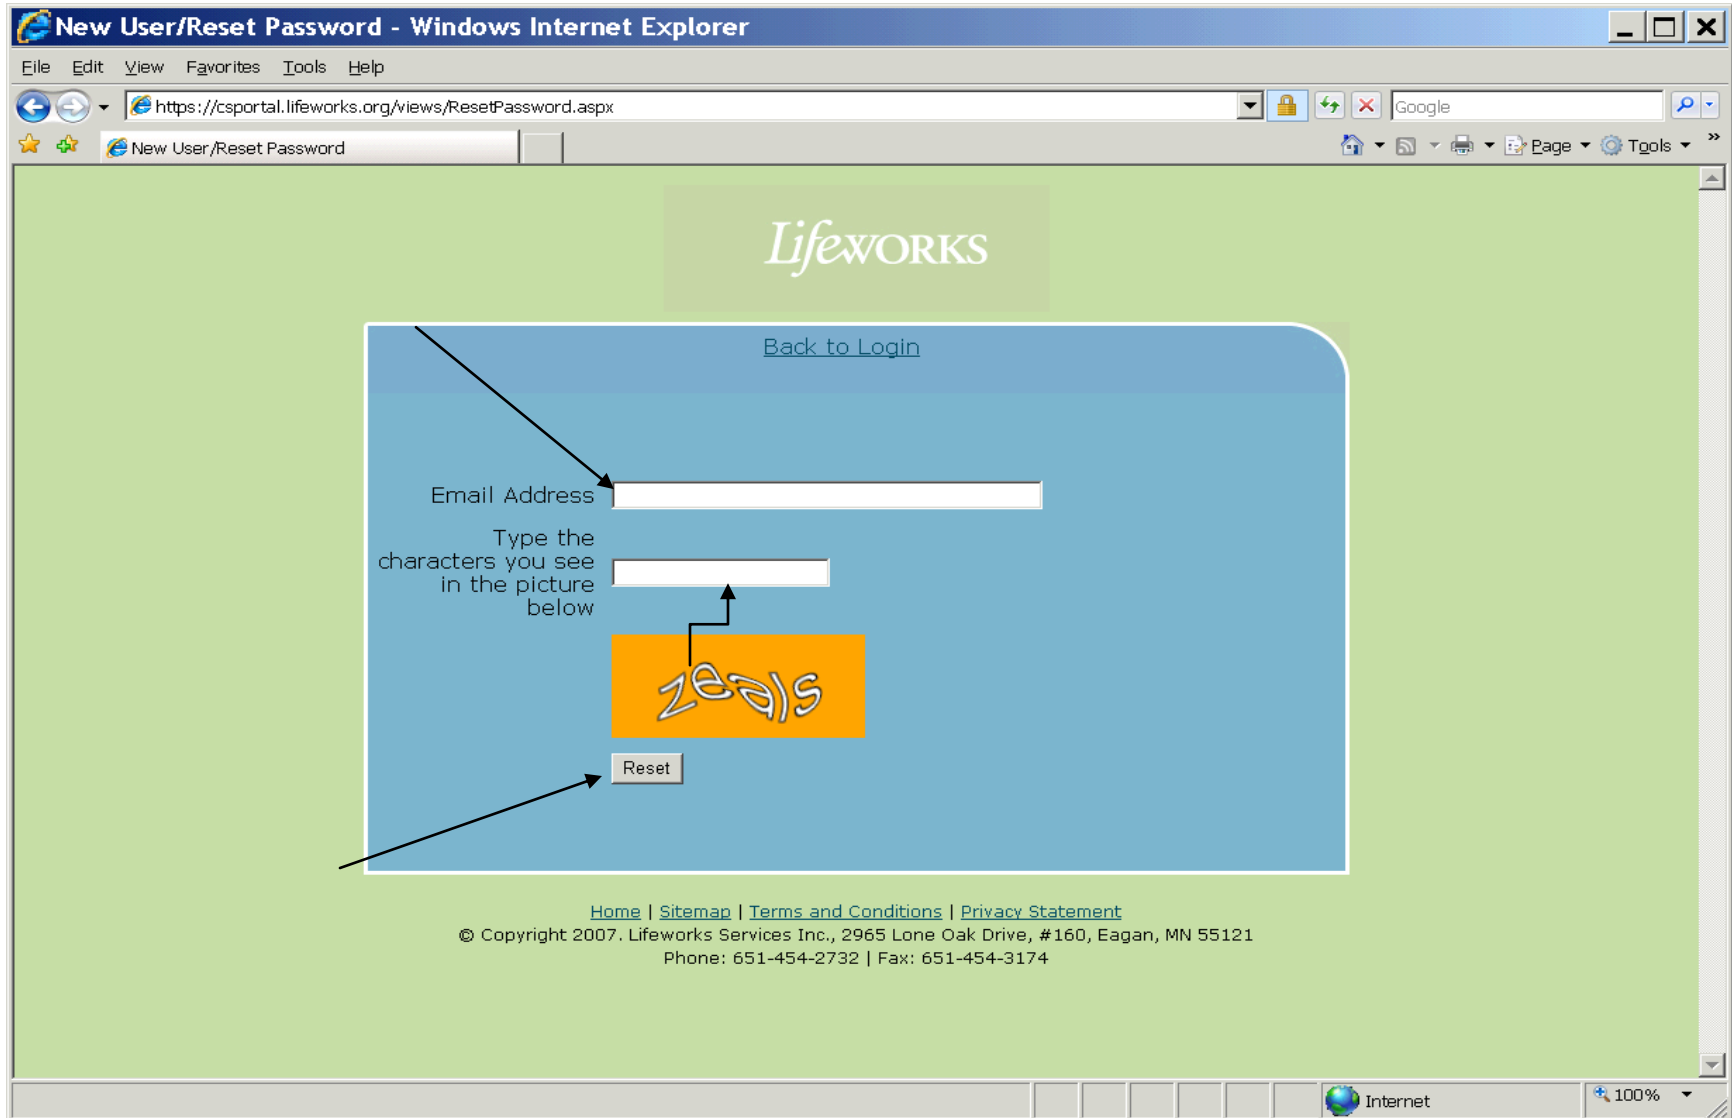 New User/Reset Password - Windows Internet Explorer
File Edit View Favorites Tools Help
https://csportal.lifeworks.org/views/ResetPassword.aspx Google
New User/Reset Password Page Tools »
Lifeworks
Back to Login
Email Address
Type the
characters you see
in the picture
below
zeals
Reset
Home | Sitemap | Terms and Conditions | Privacy Statement
© Copyright 2007. Lifeworks Services Inc., 2965 Lone Oak Drive, #160, Eagan, MN 55121
Phone: 651-454-2732 | Fax: 651-454-3174
Internet 100%